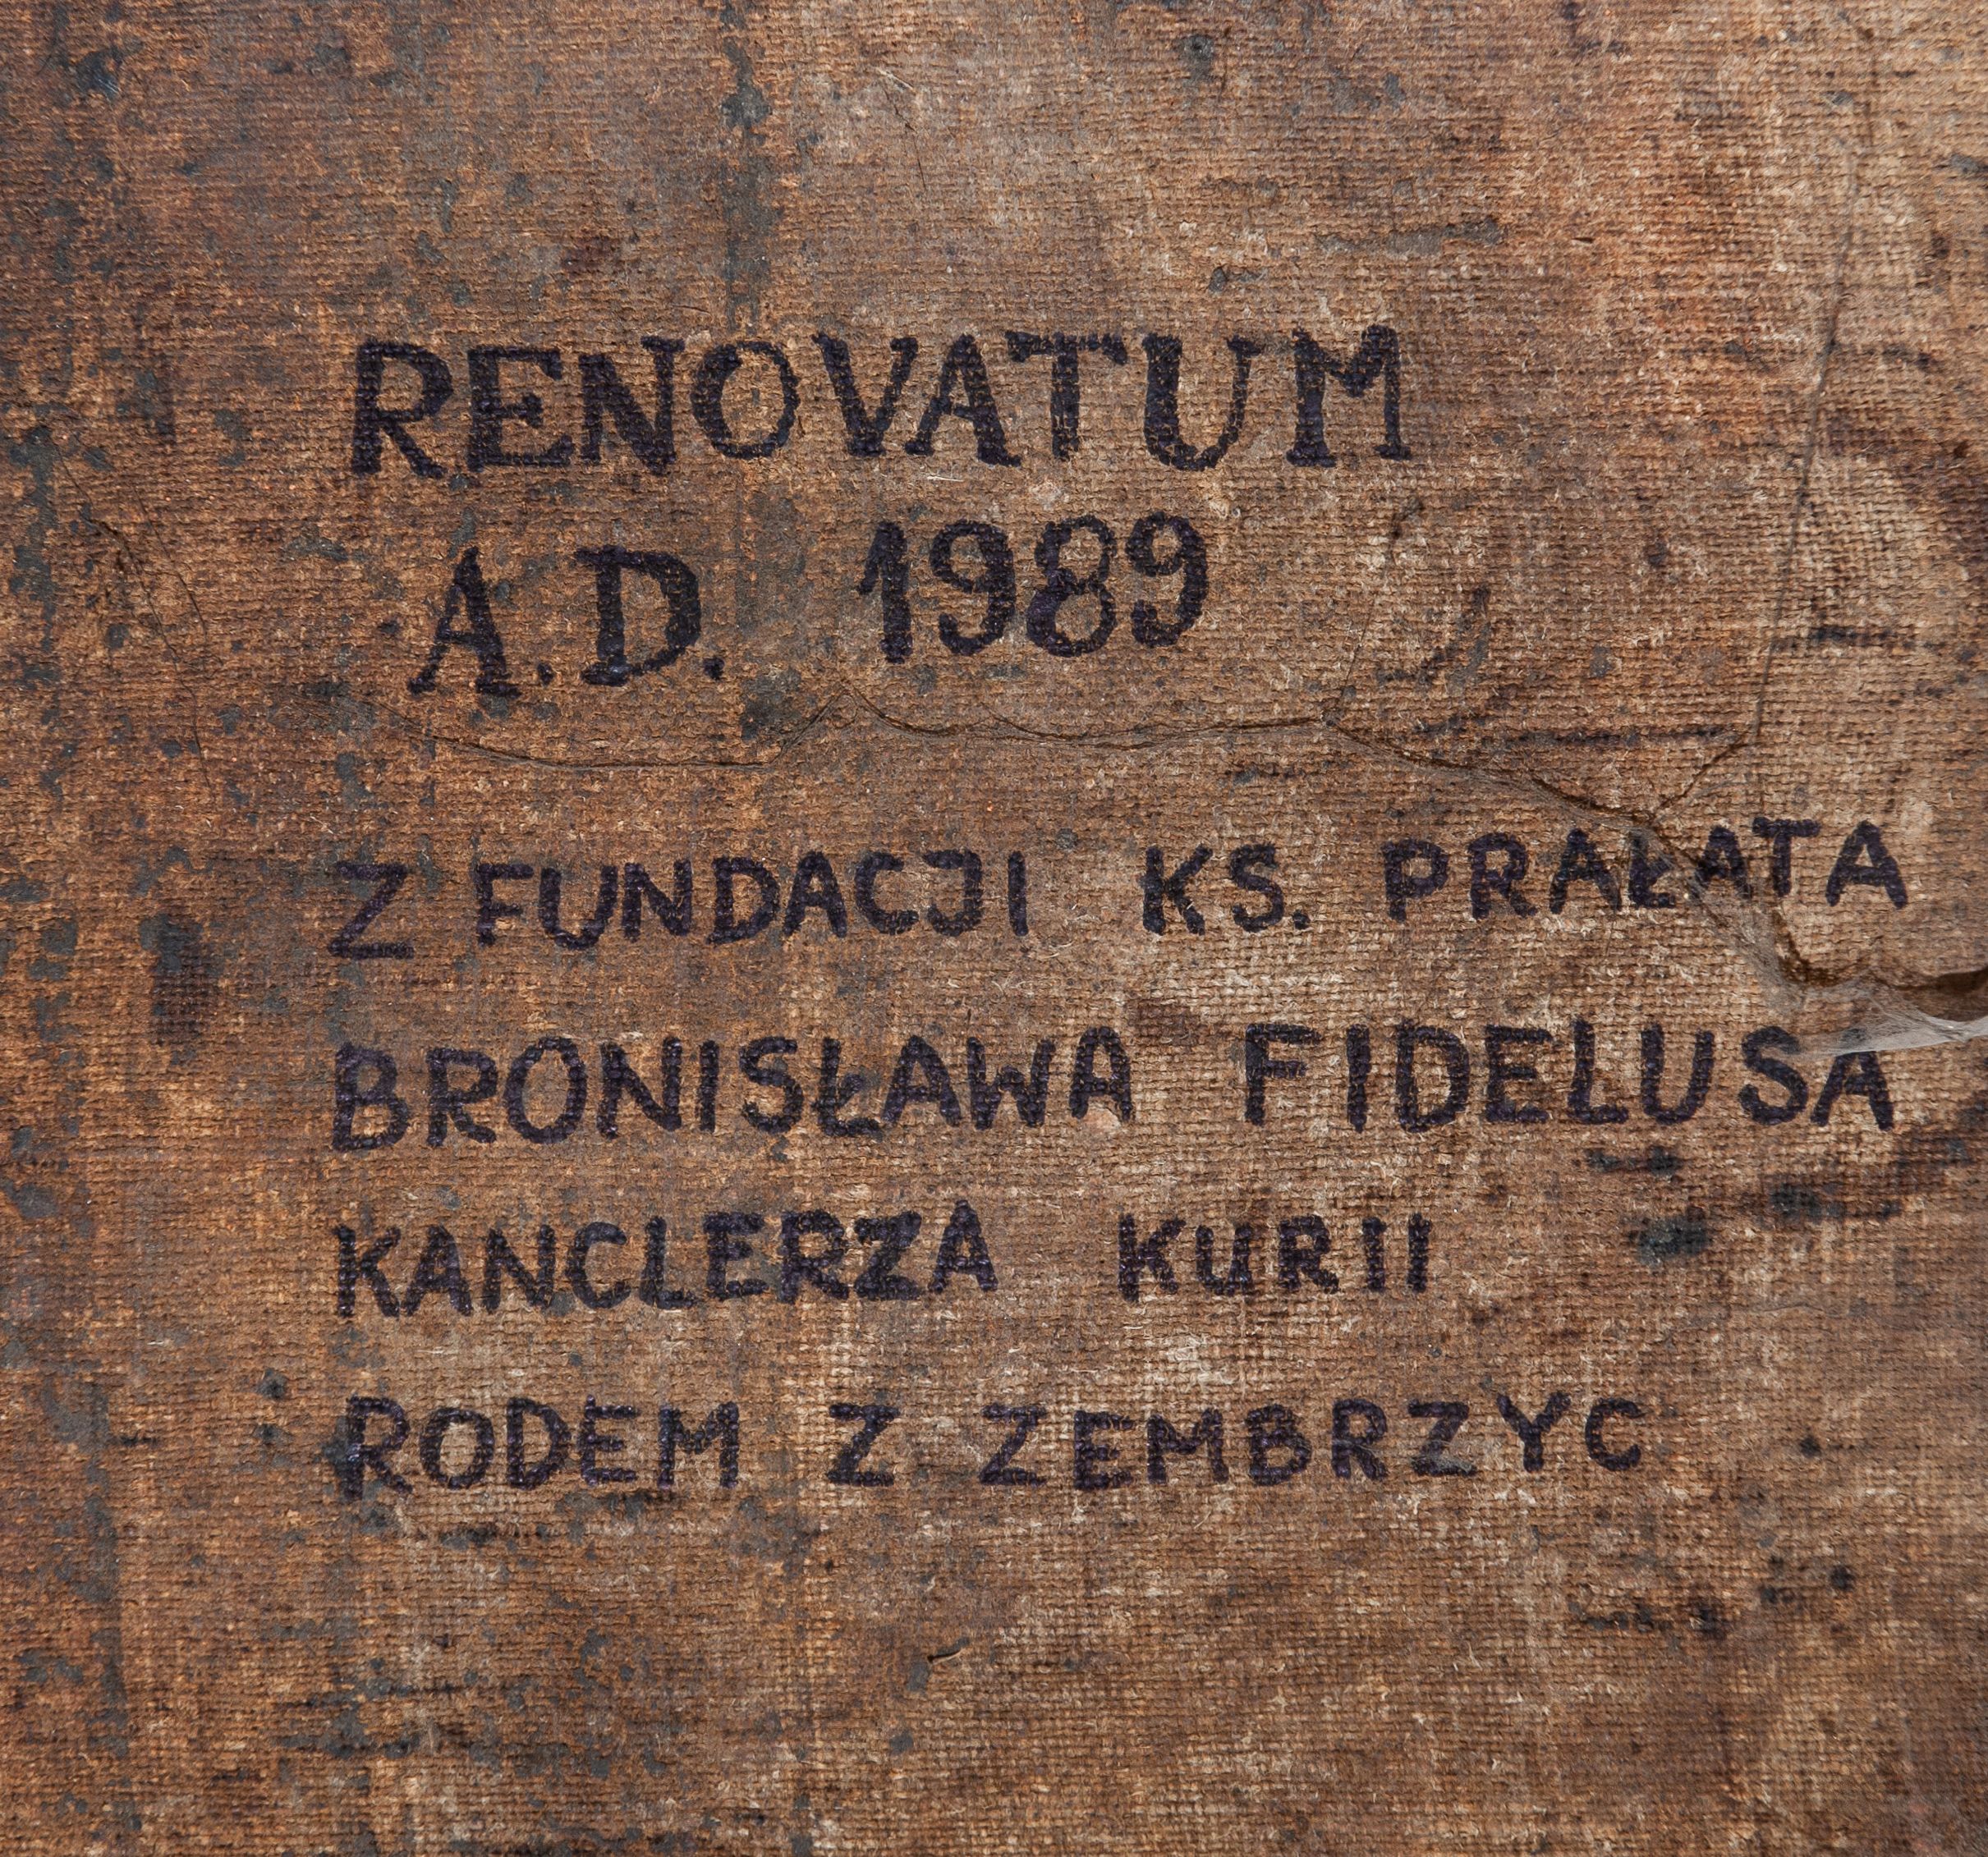 RENOVATUM
A.D. 1989
Z FUNDACJI KS. PRAŁATA
BRONISŁAWA FIDELUSA
KANCLERZA KURII
RODEM Z ZEMBRZYC